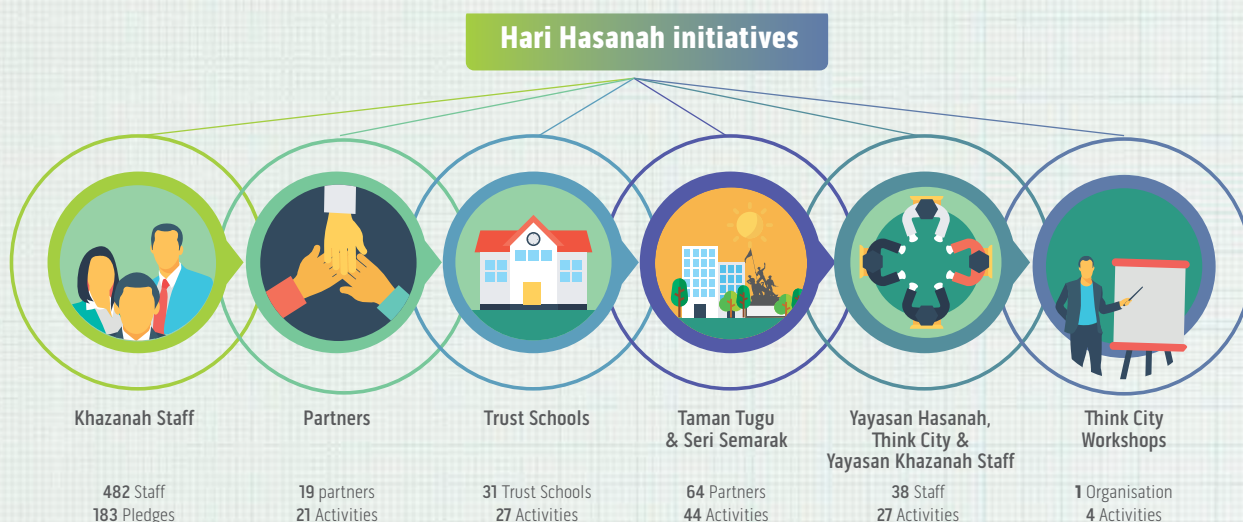 Hari Hasanah initiatives
Khazanah Staff
482 Staff
183 Pledges
Partners
19 partners
21 Activities
Trust Schools
31 Trust Schools
27 Activities
Taman Tugu
& Seri Semarak
64 Partners
44 Activities
Yayasan Hasanah,
Think City &
Yayasan Khazanah Staff
38 Staff
27 Activities
Think City
Workshops
1 Organisation
4 Activities